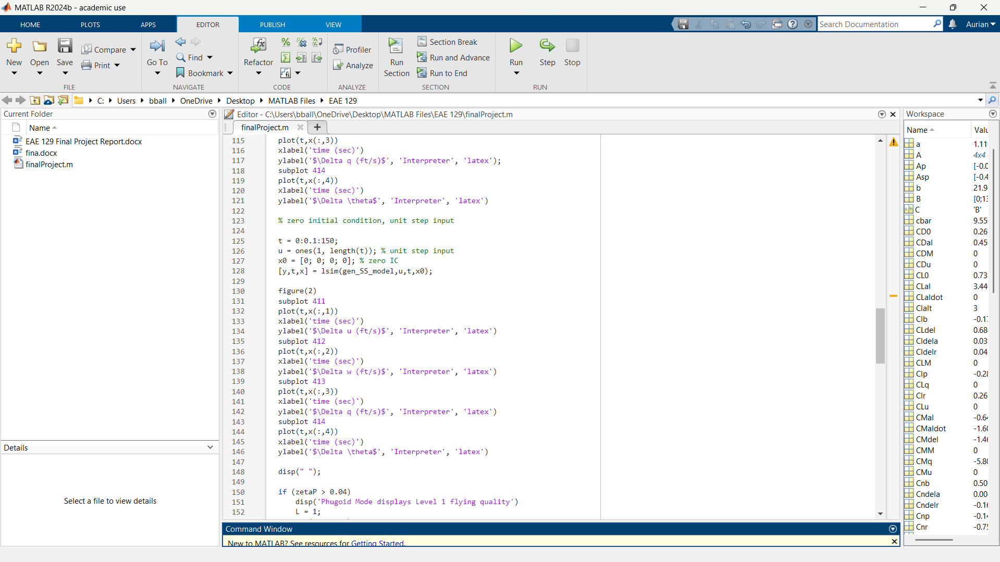 MATLAB R2024b - academic use
HOME PLOTS APPS EDITOR PUBLISH VIEW
Search Documentation
Aurian
New
Open
Save
Compare
Print
FILE
Go To
Find
Bookmark
NAVIGATE
Refactor
CODE
Profiler
Analyze
ANALYZE
Run Section
Section Break
Run and Advance
Run to End
SECTION
Run
Step
Stop
RUN
C: Users bball OneDrive Desktop MATLAB Files EAE 129
Current Folder
Name
EAE 129 Final Project Report.docx
fina.docx
finalProject.m
Details
Select a file to view details
Editor - C:\Users\bball\OneDrive\Desktop\MATLAB Files\EAE 129\finalProject.m
finalProject.m
115 plot(t,x(:,3))
116 xlabel('time (sec)')
117 ylabel('$\Delta q (ft/s)$', 'Interpreter', 'latex');
118 subplot 414
119 plot(t,x(:,4))
120 xlabel('time (sec)')
121 ylabel('$\Delta \theta$', 'Interpreter', 'latex')
122
123 % zero initial condition, unit step input
124
125 t = 0:0.1:150;
126 u = ones(1, length(t)); % unit step input
127 x0 = [0; 0; 0; 0]; % zero IC
128 [y,t,x] = lsim(gen_SS_model,u,t,x0);
129
130 figure(2)
131 subplot 411
132 plot(t,x(:,1))
133 xlabel('time (sec)')
134 ylabel('$\Delta u (ft/s)$', 'Interpreter', 'latex')
135 subplot 412
136 plot(t,x(:,2))
137 xlabel('time (sec)')
138 ylabel('$\Delta w (ft/s)$', 'Interpreter', 'latex')
139 subplot 413
140 plot(t,x(:,3))
141 xlabel('time (sec)')
142 ylabel('$\Delta q (ft/s)$', 'Interpreter', 'latex')
143 subplot 414
144 plot(t,x(:,4))
145 xlabel('time (sec)')
146 ylabel('$\Delta \theta$', 'Interpreter', 'latex')
147
148 disp(" ");
149
150 if (zetaP > 0.04)
151 disp('Phugoid Mode displays Level 1 flying quality')
152 L = 1;
Command Window
New to MATLAB? See resources for Getting Started.
Workspace
Name Valu
a 1.11
A 4x4
Ap [-0.0
Asp [-0.4
b 21.9
B [0;13
C 'B'
cbar 9.55
CD0 0.26
CDal 0.45
CDM 0
CDu 0
CL0 0.73
CLal 3.44
CLaldot 0
Clalt 3
Clb -0.17
CLdel 0.68
Cldela 0.03
Cldelr 0.04
CLM 0
Clp -0.28
CLq 0
Clr 0.26
CLu 0
CMal -0.64
CMaldot -1.60
CMdel -1.46
CMM 0
CMq -5.80
CMu 0
Cnb 0.50
Cndela 0.00
Cndelr -0.16
Cnp -0.14
Cnr -0.75